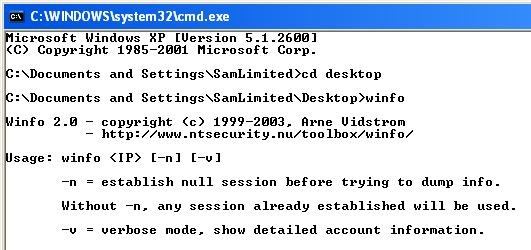 C:\WINDOWS\system32\cmd.exe
Microsoft Windows XP [Version 5.1.2600]
(C) Copyright 1985-2001 Microsoft Corp.
C:\Documents and Settings\SamLimited>cd desktop
C:\Documents and Settings\SamLimited\Desktop>winfo
Winfo 2.0 - copyright (c) 1999-2003, Arne Vidstrom
- http://www.ntsecurity.nu/toolbox/winfo/
Usage: winfo <IP> [-n] [-v]
-n = establish null session before trying to dump info.
Without -n, any session already established will be used.
-v = verbose mode, show detailed account information.